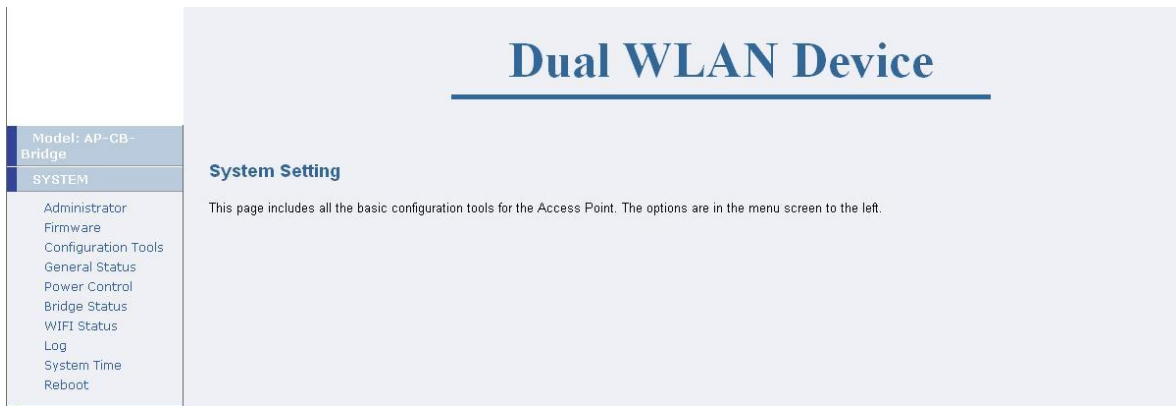 Dual WLAN Device
Model: AP-CB-
Bridge
SYSTEM
Administrator
Firmware
Configuration Tools
General Status
Power Control
Bridge Status
WIFI Status
Log
System Time
Reboot
System Setting
This page includes all the basic configuration tools for the Access Point. The options are in the menu screen to the left.